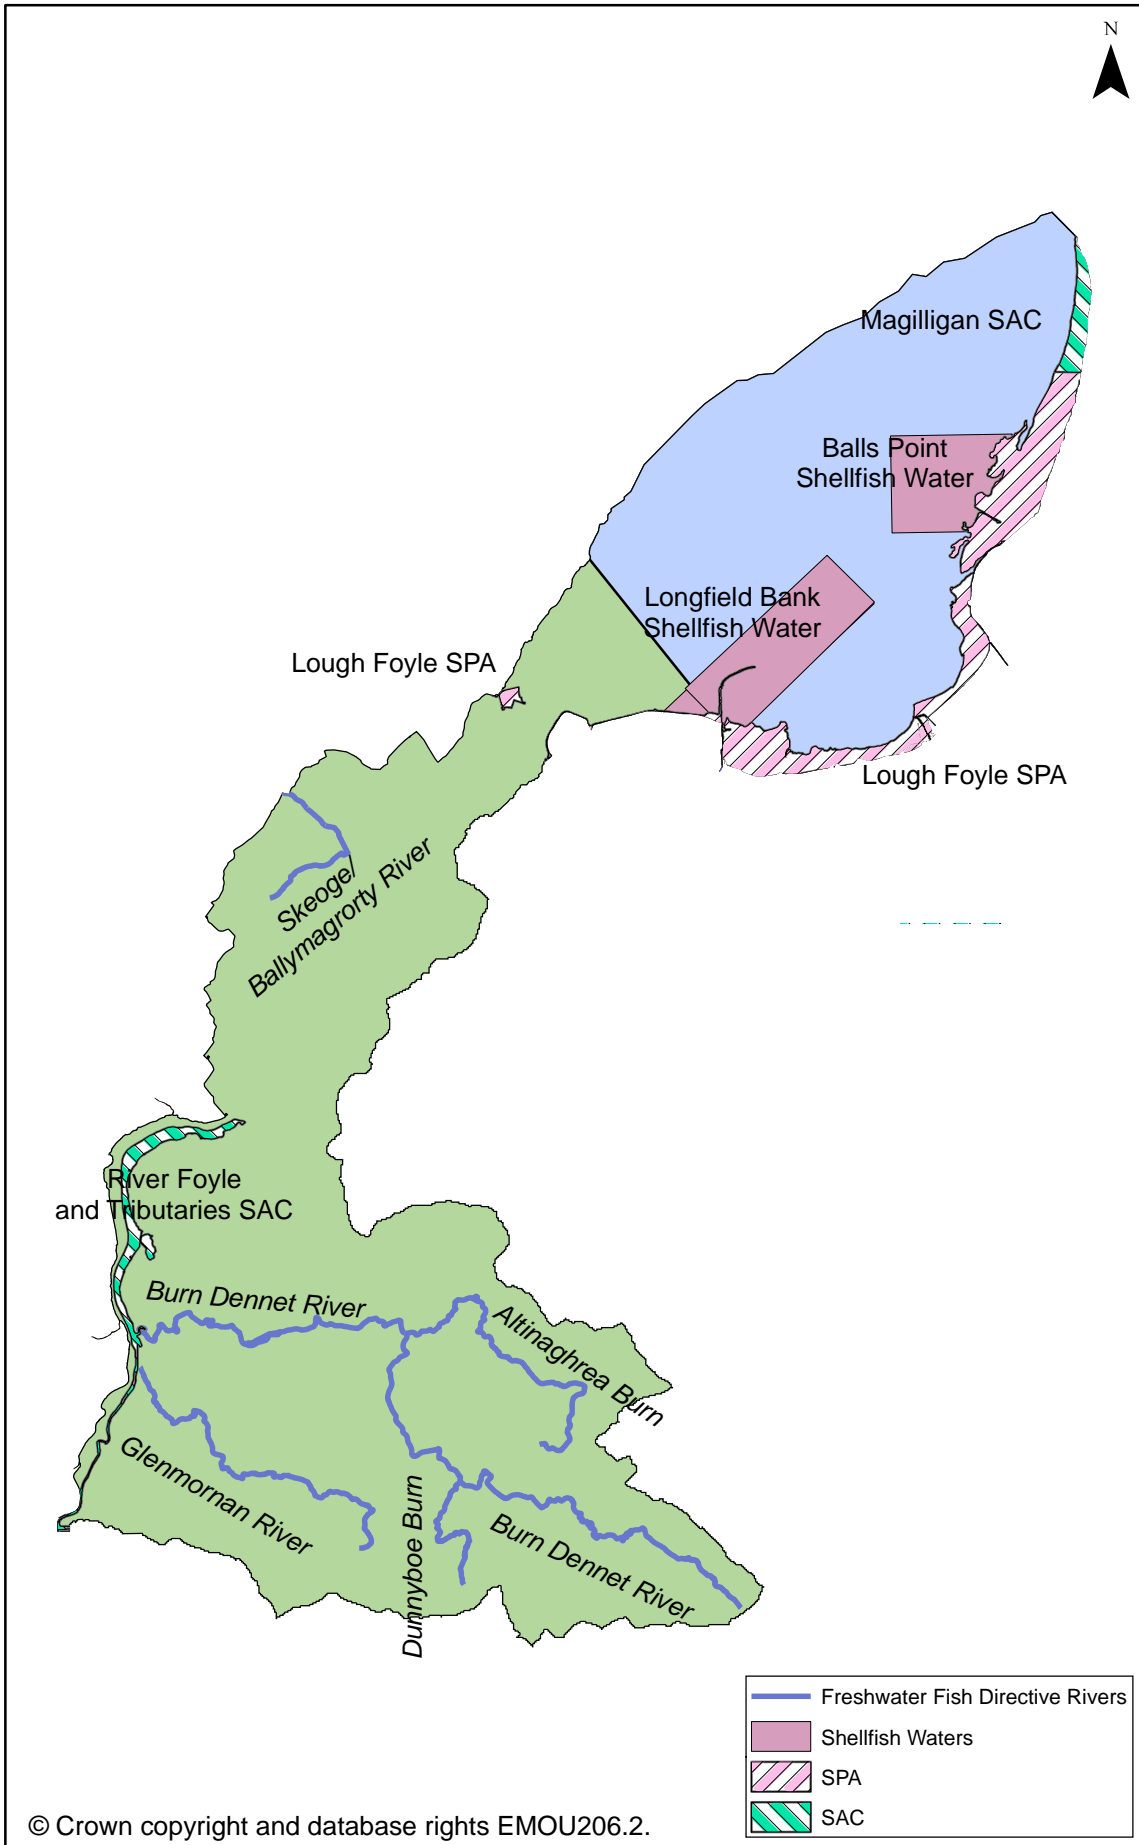 N
Magilligan SAC
Balls Point
Shellfish Water
Longfield Bank
Shellfish Water
Lough Foyle SPA
Lough Foyle SPA
Skeoge/
Ballymagrorty River
River Foyle
and Tributaries SAC
Burn Dennet River
Altinaghrea Burn
Glenmornan River
Dunnyboe Burn
Burn Dennet River
Freshwater Fish Directive Rivers
Shellfish Waters
SPA
SAC
© Crown copyright and database rights EMOU206.2.